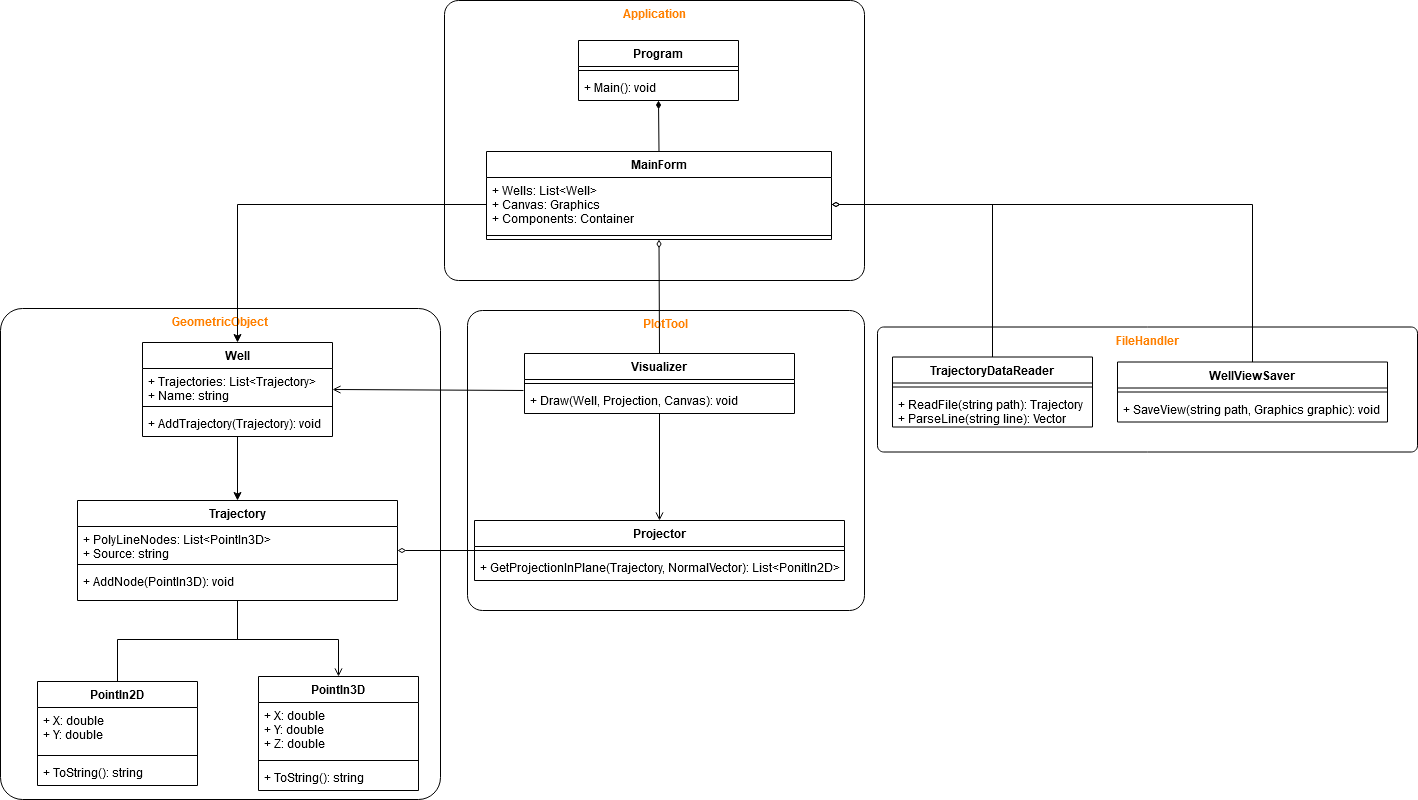 Application
Program
+ Main(): void
MainForm
+ Wells: List<Well>
+ Canvas: Graphics
+ Components: Container
GeometricObject
Well
+ Trajectories: List<Trajectory>
+ Name: string
+ AddTrajectory(Trajectory): void
Trajectory
+ PolyLineNodes: List<PointIn3D>
+ Source: string
+ AddNode(PointIn3D): void
PointIn2D
+ X: double
+ Y: double
+ ToString(): string
PointIn3D
+ X: double
+ Y: double
+ Z: double
+ ToString(): string
PlotTool
Visualizer
+ Draw(Well, Projection, Canvas): void
Projector
+ GetProjectionInPlane(Trajectory, NormalVector): List<PonitIn2D>
FileHandler
TrajectoryDataReader
+ ReadFile(string path): Trajectory
+ ParseLine(string line): Vector
WellViewSaver
+ SaveView(string path, Graphics graphic): void